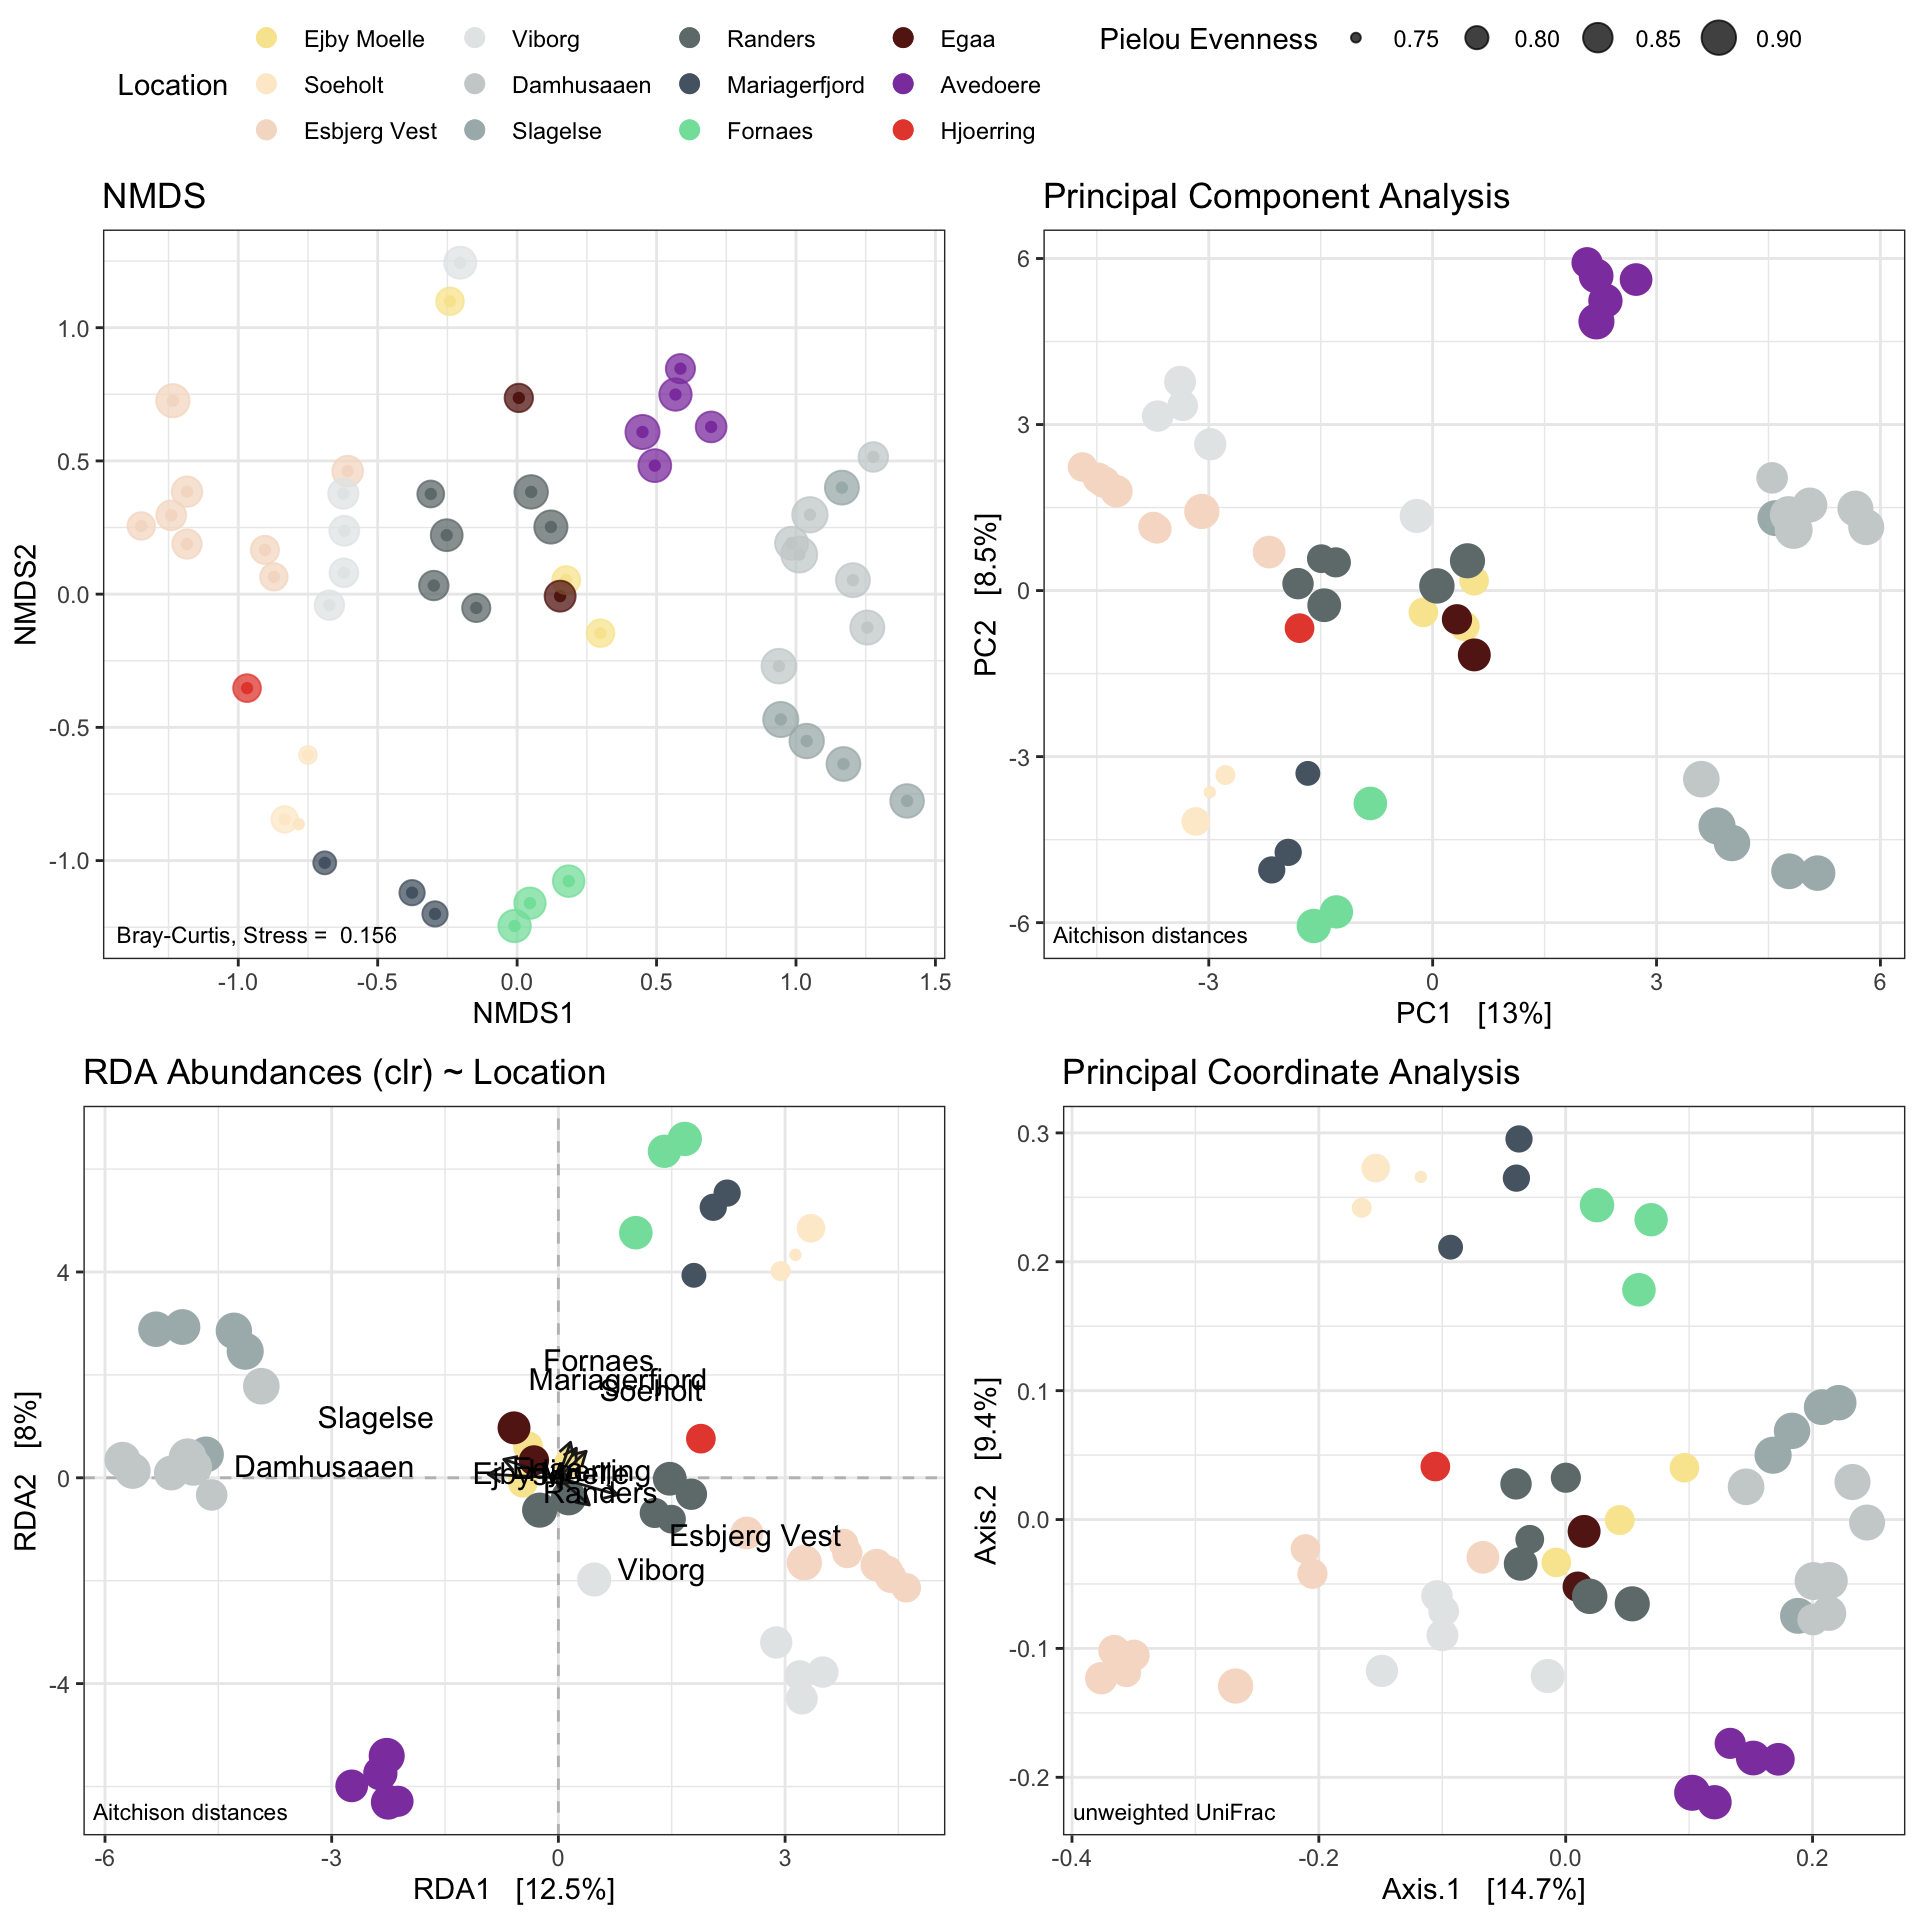 Location
Ejby Moelle
Soeholt
Esbjerg Vest
Viborg
Damhusaaen
Slagelse
Randers
Mariagerfjord
Fornaes
Egaa
Avedoere
Hjoerring
Pielou Evenness
0.75
0.80
0.85
0.90
NMDS
1.0
0.5
0.0
-0.5
-1.0
NMDS2
Bray-Curtis, Stress = 0.156
-1.0
-0.5
0.0
0.5
1.0
1.5
NMDS1
Principal Component Analysis
6
3
0
-3
-6
PC2 [8.5%]
Aitchison distances
-3
0
3
6
PC1 [13%]
RDA Abundances (clr) ~ Location
4
0
-4
RDA2 [8%]
Fornaes
Mariagerfjord
Soeholt
Slagelse
Damhusaaen
Ejby Moelle
Randers
Esbjerg Vest
Viborg
Aitchison distances
-6
-3
0
3
RDA1 [12.5%]
Principal Coordinate Analysis
0.3
0.2
0.1
0.0
-0.1
-0.2
Axis.2 [9.4%]
unweighted UniFrac
-0.4
-0.2
0.0
0.2
Axis.1 [14.7%]